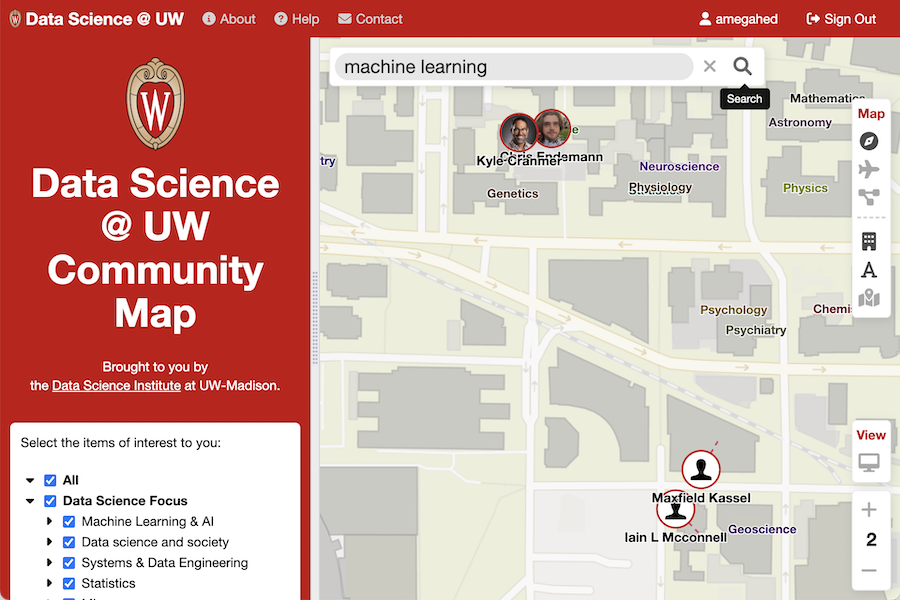 Data Science @ UW
About
Help
Contact
amegahed
Sign Out
W
Data Science
@ UW
Community
Map
Brought to you by
the Data Science Institute at UW-Madison.
Select the items of interest to you:
All
Data Science Focus
Machine Learning & AI
Data science and society
Systems & Data Engineering
Statistics
machine learning
Search
Mathematics
Astronomy
Map
Chris Endemann
Kyle Cranmer
Neuroscience
Physiology
Genetics
Physics
Psychology
Psychiatry
Chemis
try
A
View
Maxfield Kassel
Iain L Mcconnell
Geoscience
2